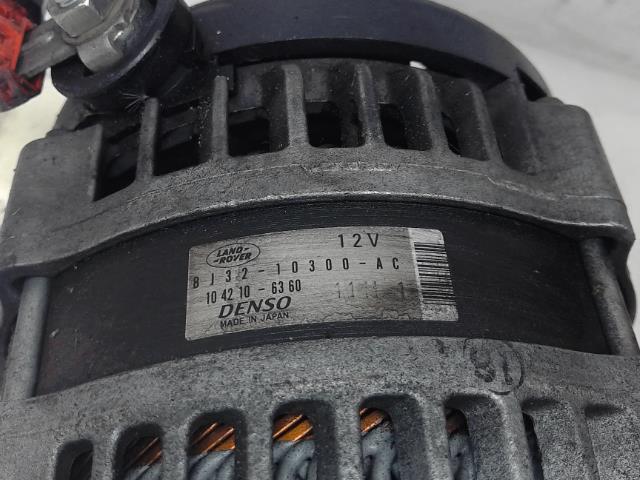 LAND-
ROVER
12V
BJ32-10300-AC
104210-6360
DENSO
MADE IN JAPAN